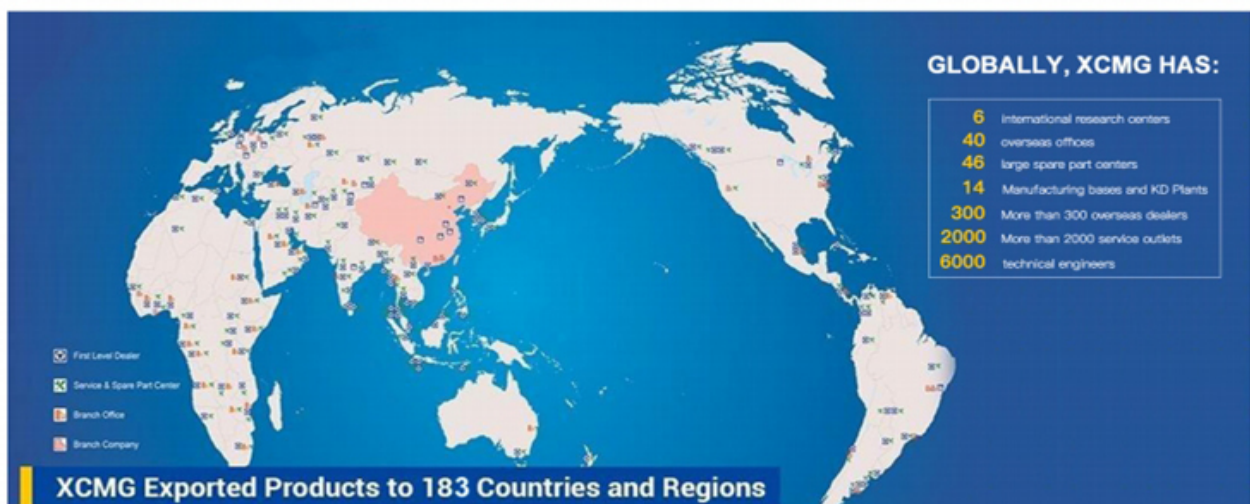 GLOBALLY, XCMG HAS:
6 International research centers
40 overseas offices
46 large spare part centers
14 Manufacturing bases and KD Plants
300 More than 300 overseas dealers
2000 More than 2000 service outlets
6000 technical engineers
First Level Dealer
Service & Spare Part Center
Branch Office
Branch Company
XCMG Exported Products to 183 Countries and Regions